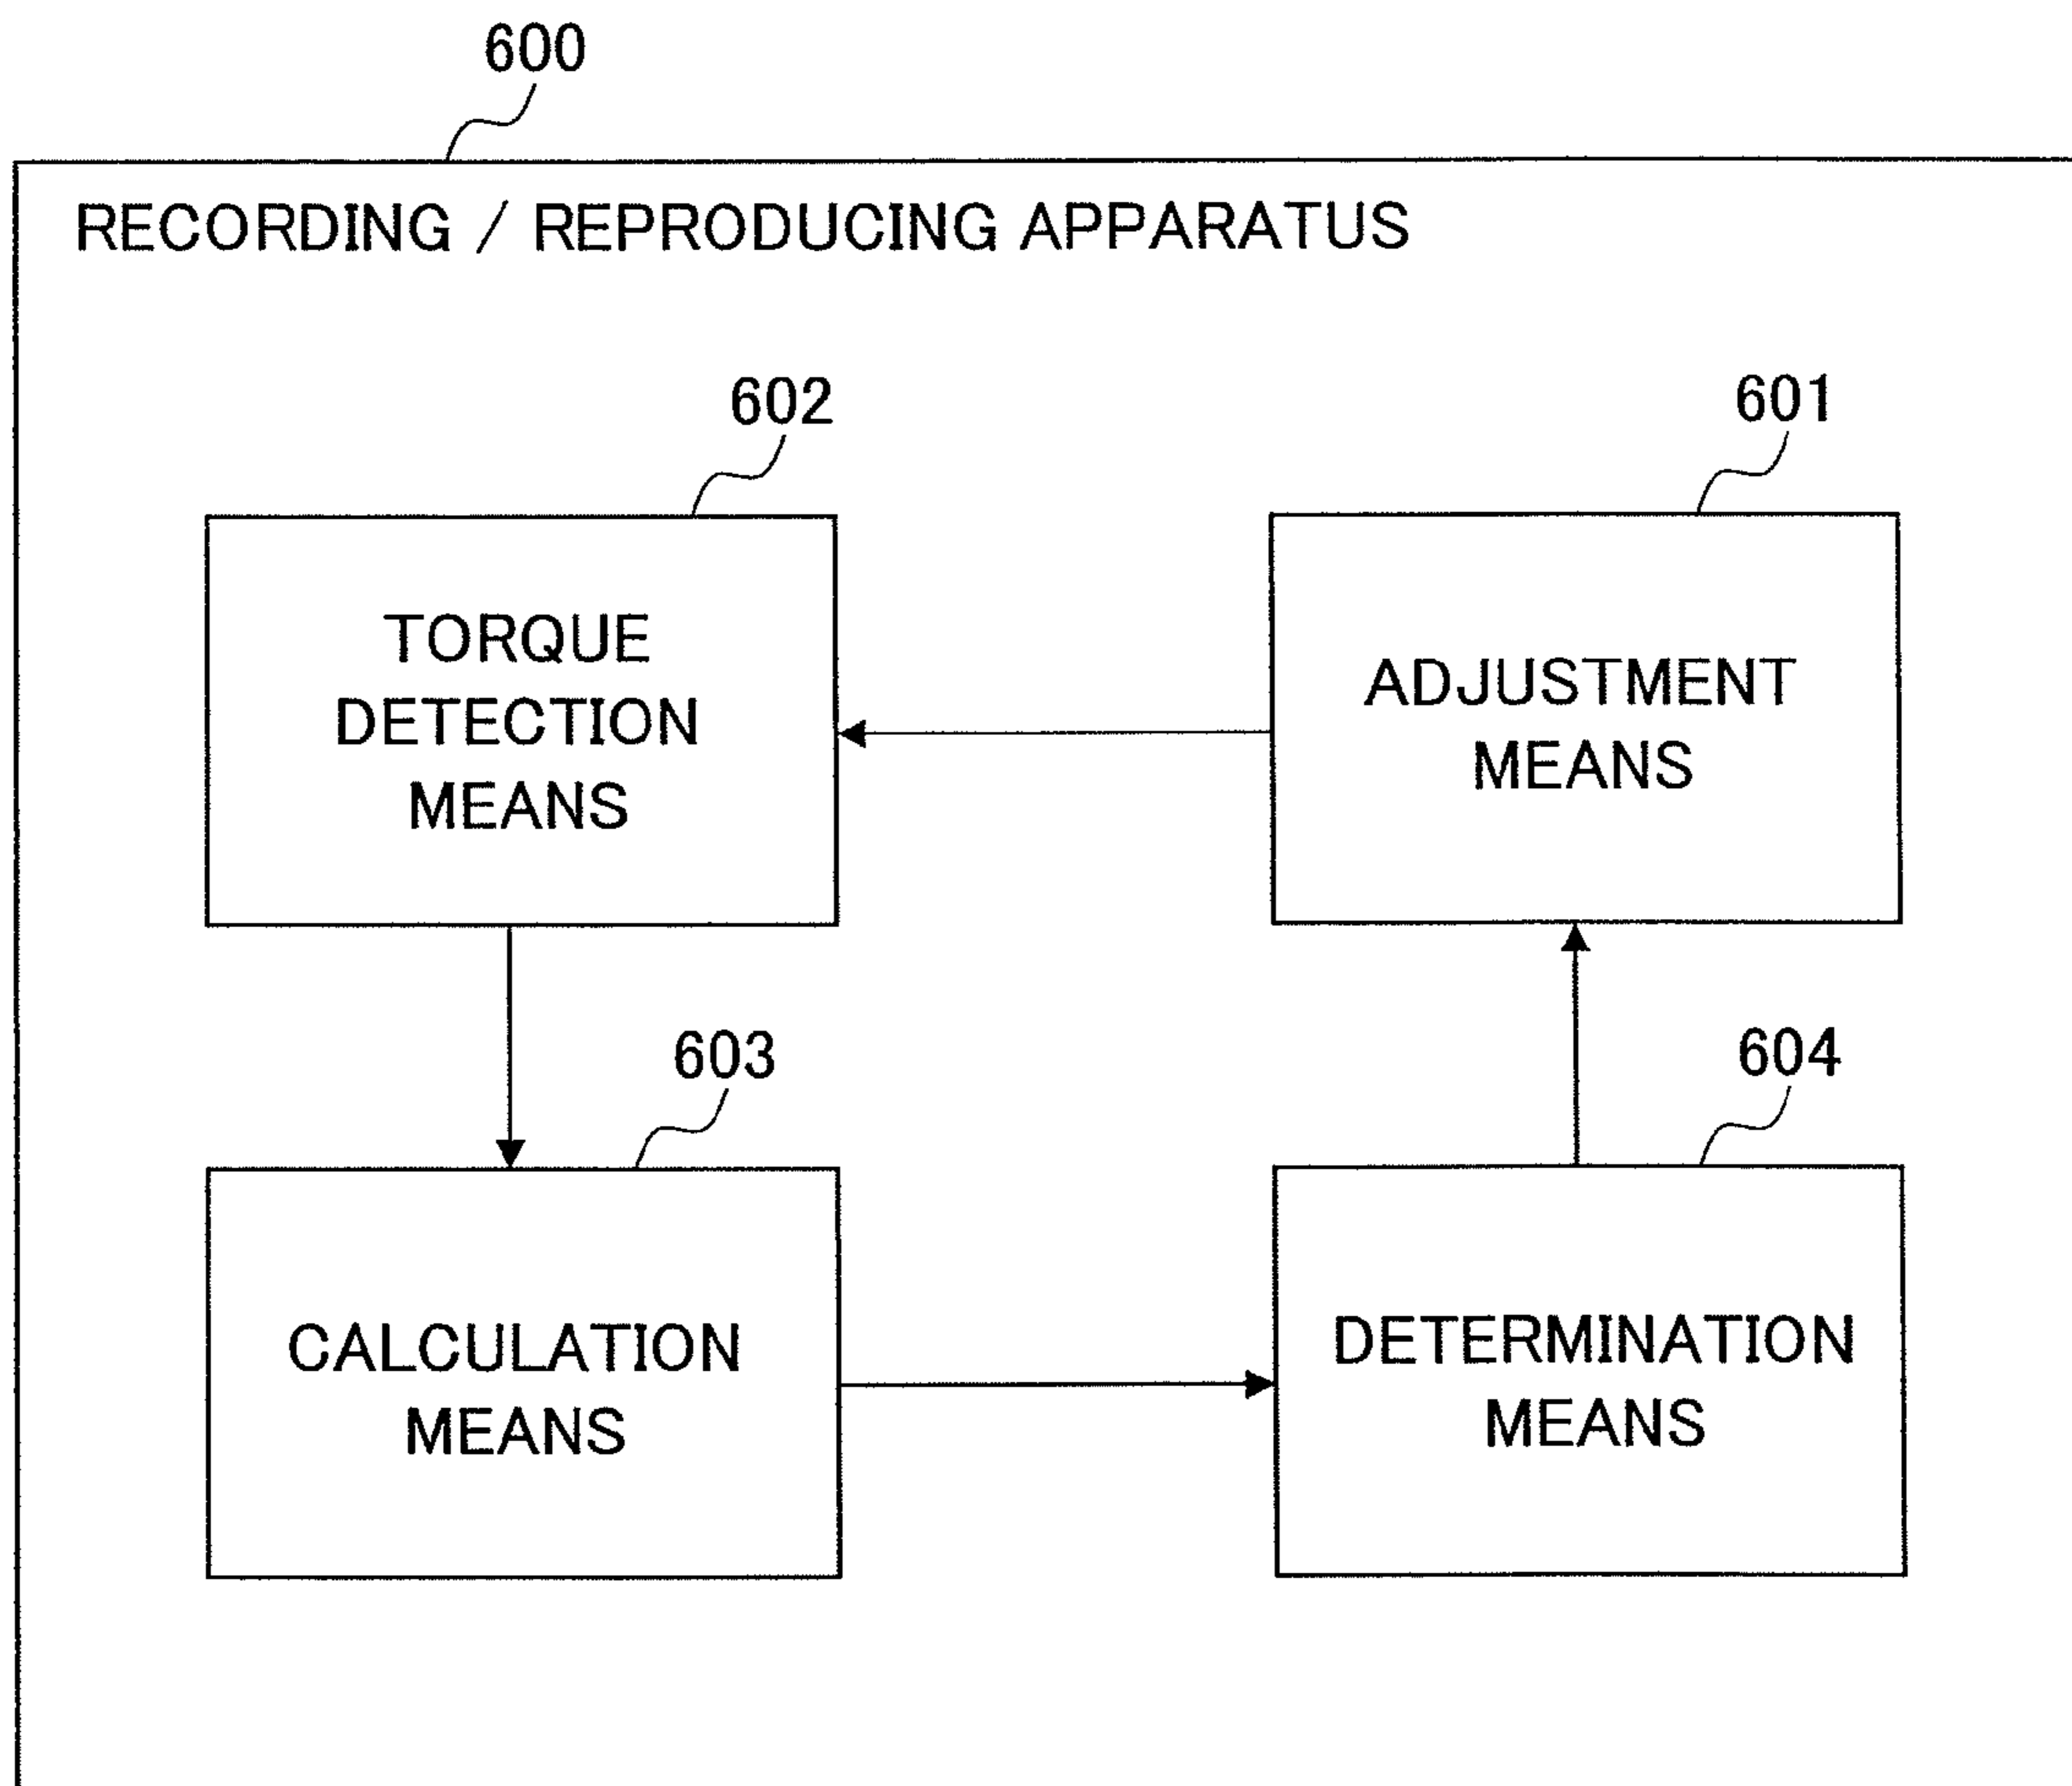 600
RECORDING / REPRODUCING APPARATUS
602
601
TORQUE
DETECTION
MEANS
ADJUSTMENT
MEANS
603
604
CALCULATION
MEANS
DETERMINATION
MEANS